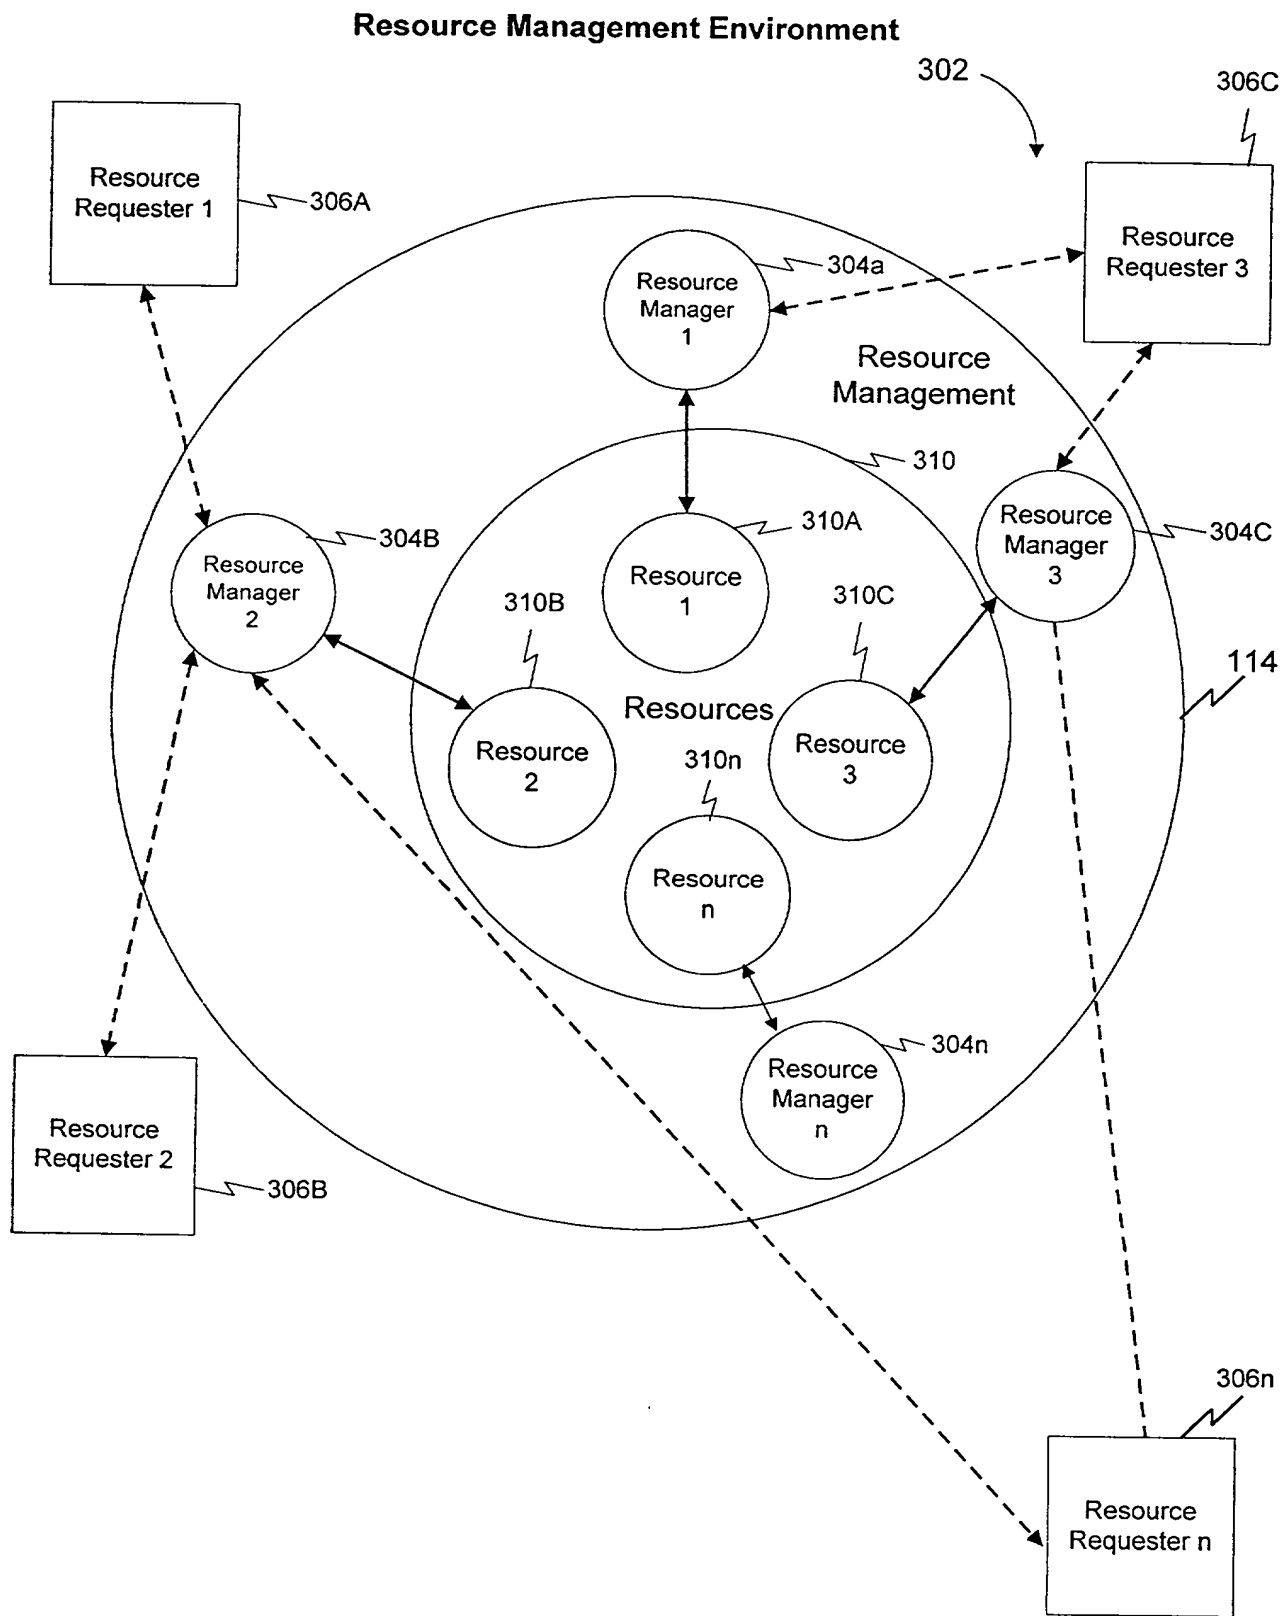 Resource Management Environment
302
306C
Resource
Requester 1
306A
Resource
Requester 3
304a
Resource
Manager
1
Resource
Management
310
310A
Resource
Manager
3
304C
304B
Resource
Manager
2
Resource
1
310B
310C
114
Resources
Resource
2
Resource
3
310n
Resource
n
304n
Resource
Manager
n
Resource
Requester 2
306B
306n
Resource
Requester n